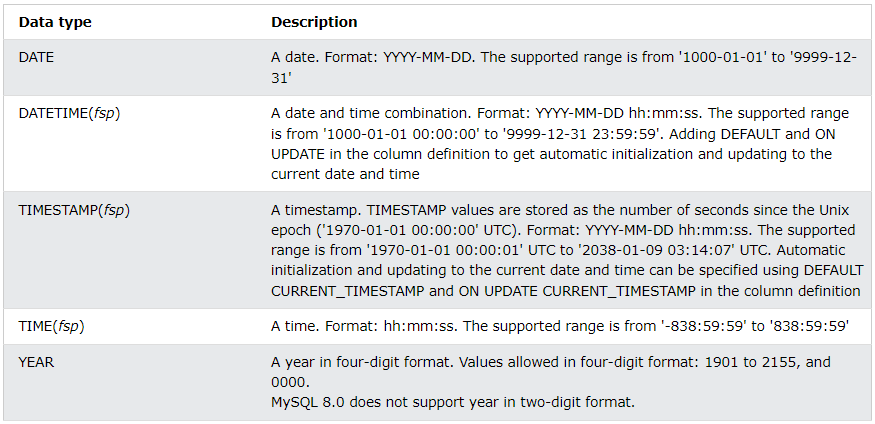 Data type Description
DATE A date. Format: YYYY-MM-DD. The supported range is from '1000-01-01' to '9999-12-
31'
DATETIME(fsp) A date and time combination. Format: YYYY-MM-DD hh:mm:ss. The supported range
is from '1000-01-01 00:00:00' to '9999-12-31 23:59:59'. Adding DEFAULT and ON
UPDATE in the column definition to get automatic initialization and updating to the
current date and time
TIMESTAMP(fsp) A timestamp. TIMESTAMP values are stored as the number of seconds since the Unix
epoch ('1970-01-01 00:00:00' UTC). Format: YYYY-MM-DD hh:mm:ss. The supported
range is from '1970-01-01 00:00:01' UTC to '2038-01-09 03:14:07' UTC. Automatic
initialization and updating to the current date and time can be specified using DEFAULT
CURRENT_TIMESTAMP and ON UPDATE CURRENT_TIMESTAMP in the column definition
TIME(fsp) A time. Format: hh:mm:ss. The supported range is from '-838:59:59' to '838:59:59'
YEAR A year in four-digit format. Values allowed in four-digit format: 1901 to 2155, and
0000.
MySQL 8.0 does not support year in two-digit format.